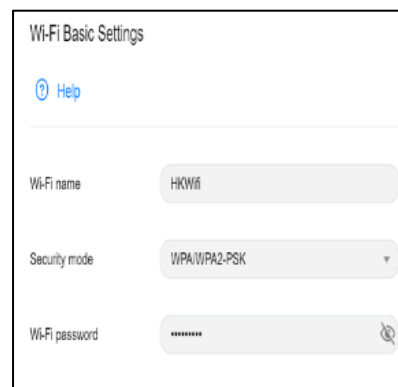 Wi-Fi Basic Settings
? Help
Wi-Fi name HKWifi
Security mode WPA/WPA2-PSK
Wi-Fi password •••••••••